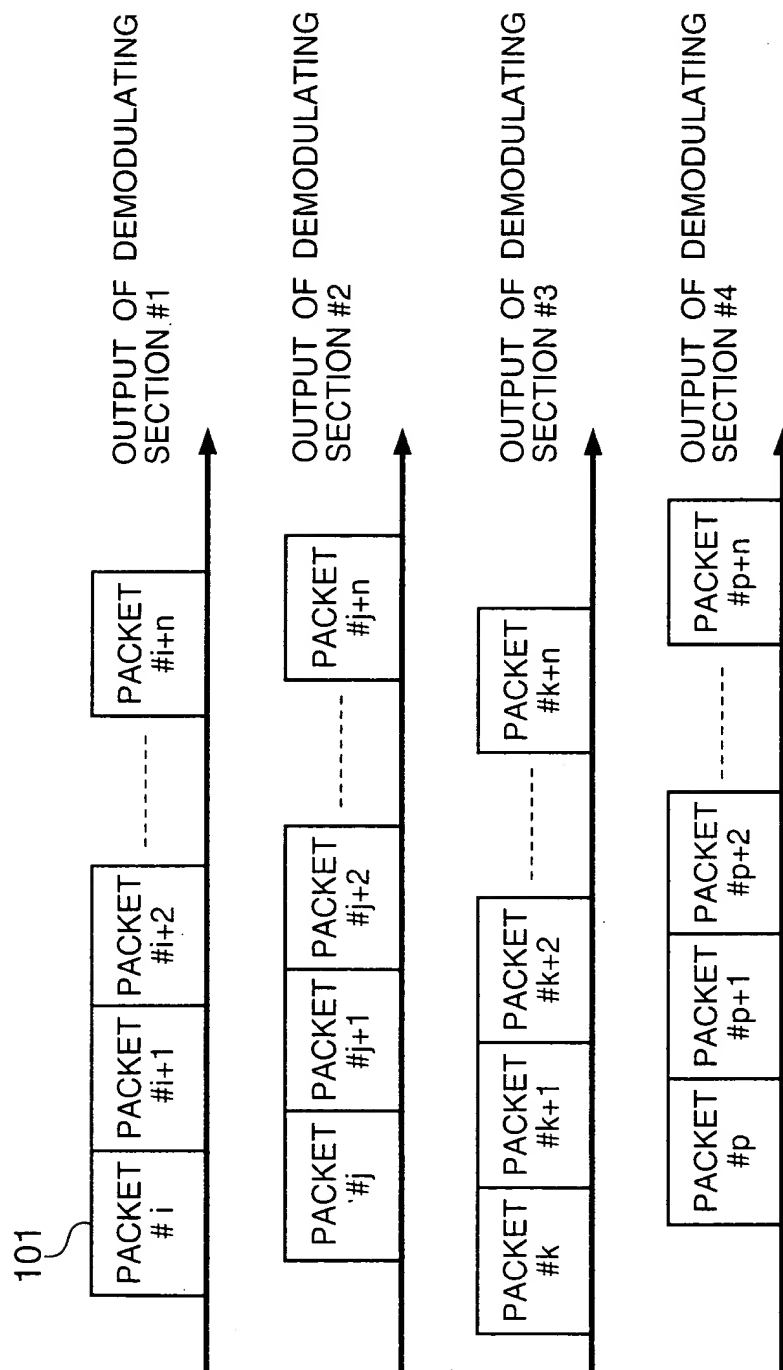 101
PACKET
# i
PACKET
#i+1
PACKET
#i+2
PACKET
#i+n
OUTPUT OF DEMODULATING
SECTION #1
PACKET
#j
PACKET
#j+1
PACKET
#j+2
PACKET
#j+n
OUTPUT OF DEMODULATING
SECTION #2
PACKET
#k
PACKET
#k+1
PACKET
#k+2
PACKET
#k+n
OUTPUT OF DEMODULATING
SECTION #3
PACKET
#p
PACKET
#p+1
PACKET
#p+2
PACKET
#p+n
OUTPUT OF DEMODULATING
SECTION #4